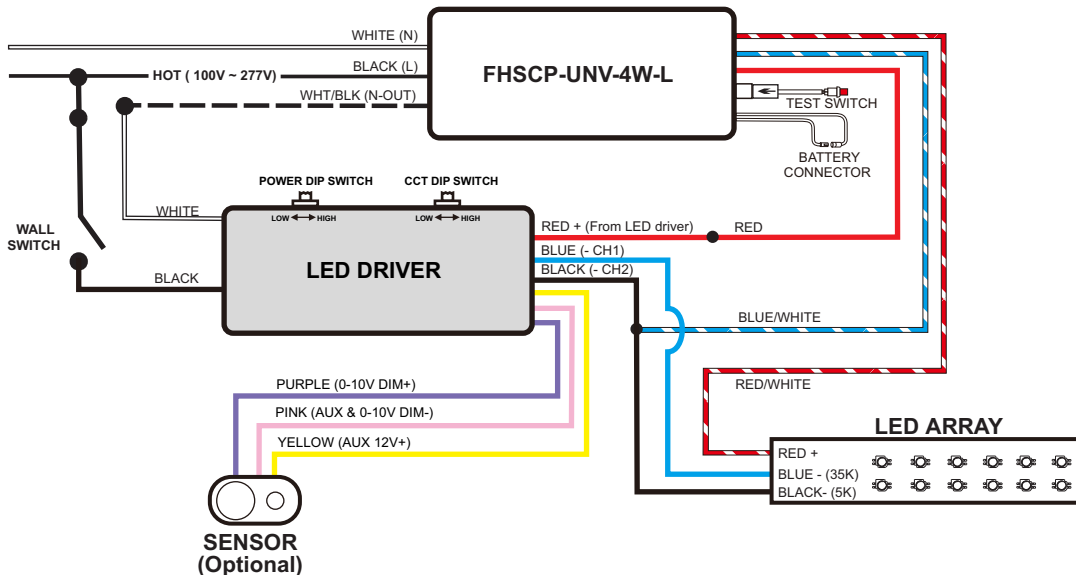 WHITE (N)
BLACK (L)
HOT ( 100V ~ 277V)
WHT/BLK (N-OUT)
FHSCP-UNV-4W-L
TEST SWITCH
BATTERY
CONNECTOR
POWER DIP SWITCH
CCT DIP SWITCH
LOW HIGH
LOW HIGH
WHITE
WALL
SWITCH
BLACK
LED DRIVER
RED + (From LED driver)
RED
BLUE (- CH1)
BLACK (- CH2)
BLUE/WHITE
RED/WHITE
PURPLE (0-10V DIM+)
PINK (AUX & 0-10V DIM-)
YELLOW (AUX 12V+)
LED ARRAY
RED +
BLUE - (35K)
BLACK- (5K)
SENSOR
(Optional)